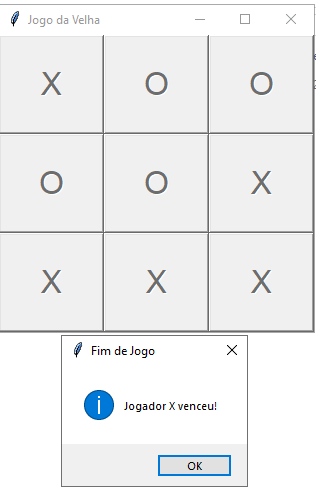 Jogo da Velha
X O O
O O X
X X X
Fim de Jogo
Jogador X venceu!
OK